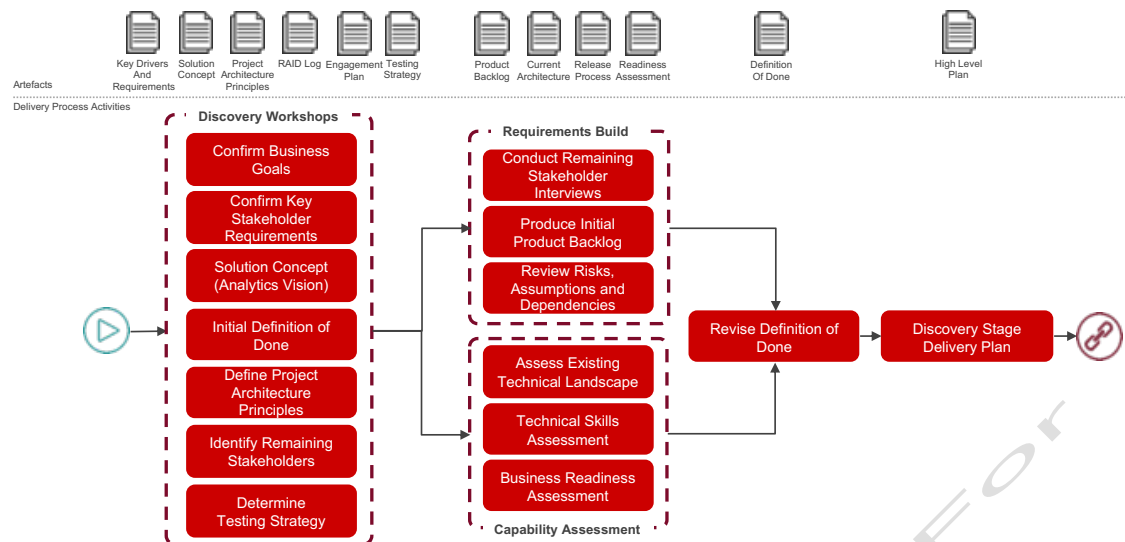 Key Drivers
And
Requirements
Solution
Concept
Project
Architecture
Principles
RAID Log
Engagement
Plan
Testing
Strategy
Product
Backlog
Current
Architecture
Release
Process
Readiness
Assessment
Definition
Of Done
High Level
Plan
Artefacts
Delivery Process Activities
Discovery Workshops
Confirm Business
Goals
Confirm Key
Stakeholder
Requirements
Solution Concept
(Analytics Vision)
Initial Definition of
Done
Define Project
Architecture
Principles
Identify Remaining
Stakeholders
Determine
Testing Strategy
Requirements Build
Conduct Remaining
Stakeholder
Interviews
Produce Initial
Product Backlog
Review Risks,
Assumptions and
Dependencies
Assess Existing
Technical Landscape
Technical Skills
Assessment
Business Readiness
Assessment
Capability Assessment
Revise Definition of
Done
Discovery Stage
Delivery Plan
For